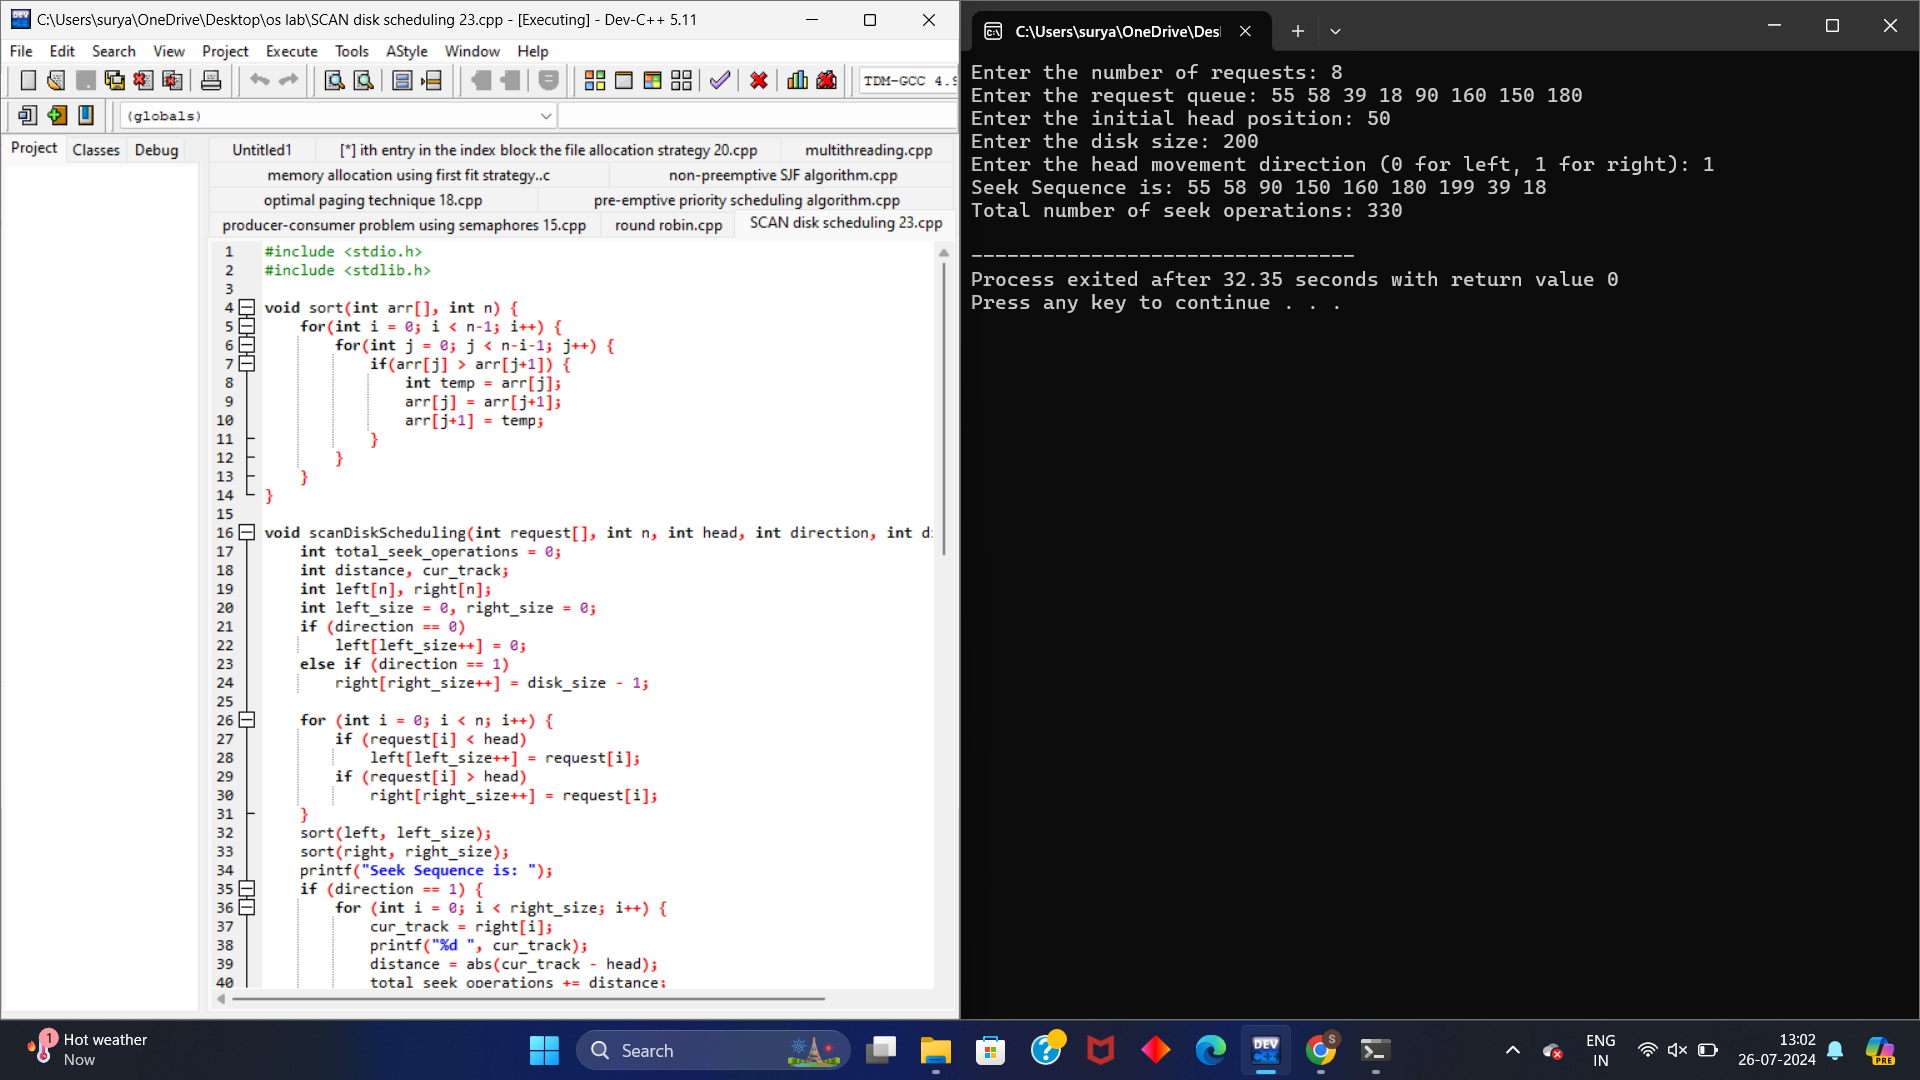 C:\Users\surya\OneDrive\Desktop\os lab\SCAN disk scheduling 23.cpp - [Executing] - Dev-C++ 5.11
File Edit Search View Project Execute Tools AStyle Window Help
TDM-GCC 4.9
(globals)
Project Classes Debug
Untitled1 [*] ith entry in the index block the file allocation strategy 20.cpp multithreading.cpp
memory allocation using first fit strategy..c non-preemptive SJF algorithm.cpp
optimal paging technique 18.cpp pre-emptive priority scheduling algorithm.cpp
producer-consumer problem using semaphores 15.cpp round robin.cpp SCAN disk scheduling 23.cpp
1 #include <stdio.h>
2 #include <stdlib.h>
3
4 void sort(int arr[], int n) {
5 for(int i = 0; i < n-1; i++) {
6 for(int j = 0; j < n-i-1; j++) {
7 if(arr[j] > arr[j+1]) {
8 int temp = arr[j];
9 arr[j] = arr[j+1];
10 arr[j+1] = temp;
11 }
12 }
13 }
14 }
15
16 void scanDiskScheduling(int request[], int n, int head, int direction, int di
17 int total_seek_operations = 0;
18 int distance, cur_track;
19 int left[n], right[n];
20 int left_size = 0, right_size = 0;
21 if (direction == 0)
22 left[left_size++] = 0;
23 else if (direction == 1)
24 right[right_size++] = disk_size - 1;
25
26 for (int i = 0; i < n; i++) {
27 if (request[i] < head)
28 left[left_size++] = request[i];
29 if (request[i] > head)
30 right[right_size++] = request[i];
31 }
32 sort(left, left_size);
33 sort(right, right_size);
34 printf("Seek Sequence is: ");
35 if (direction == 1) {
36 for (int i = 0; i < right_size; i++) {
37 cur_track = right[i];
38 printf("%d ", cur_track);
39 distance = abs(cur_track - head);
40 total_seek_operations += distance;
C:\Users\surya\OneDrive\Des
Enter the number of requests: 8
Enter the request queue: 55 58 39 18 90 160 150 180
Enter the initial head position: 50
Enter the disk size: 200
Enter the head movement direction (0 for left, 1 for right): 1
Seek Sequence is: 55 58 90 150 160 180 199 39 18
Total number of seek operations: 330
--------------------------------
Process exited after 32.35 seconds with return value 0
Press any key to continue . . .
1
Hot weather
Now
Search
DEV C++
S
ENG
IN
13:02
26-07-2024
PRE